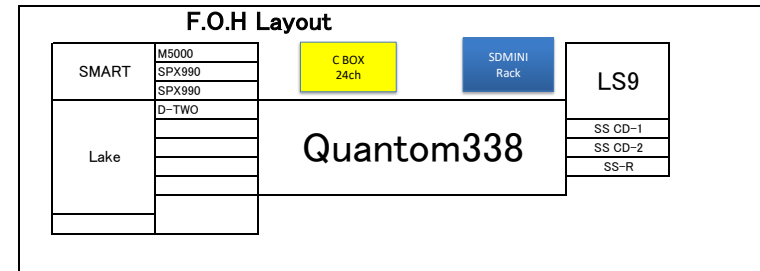 F.O.H Layout
SMART
M5000
SPX990
SPX990
D-TWO
Lake
C BOX
24ch
SDMINI
Rack
Quantom338
LS9
SS CD-1
SS CD-2
SS-R